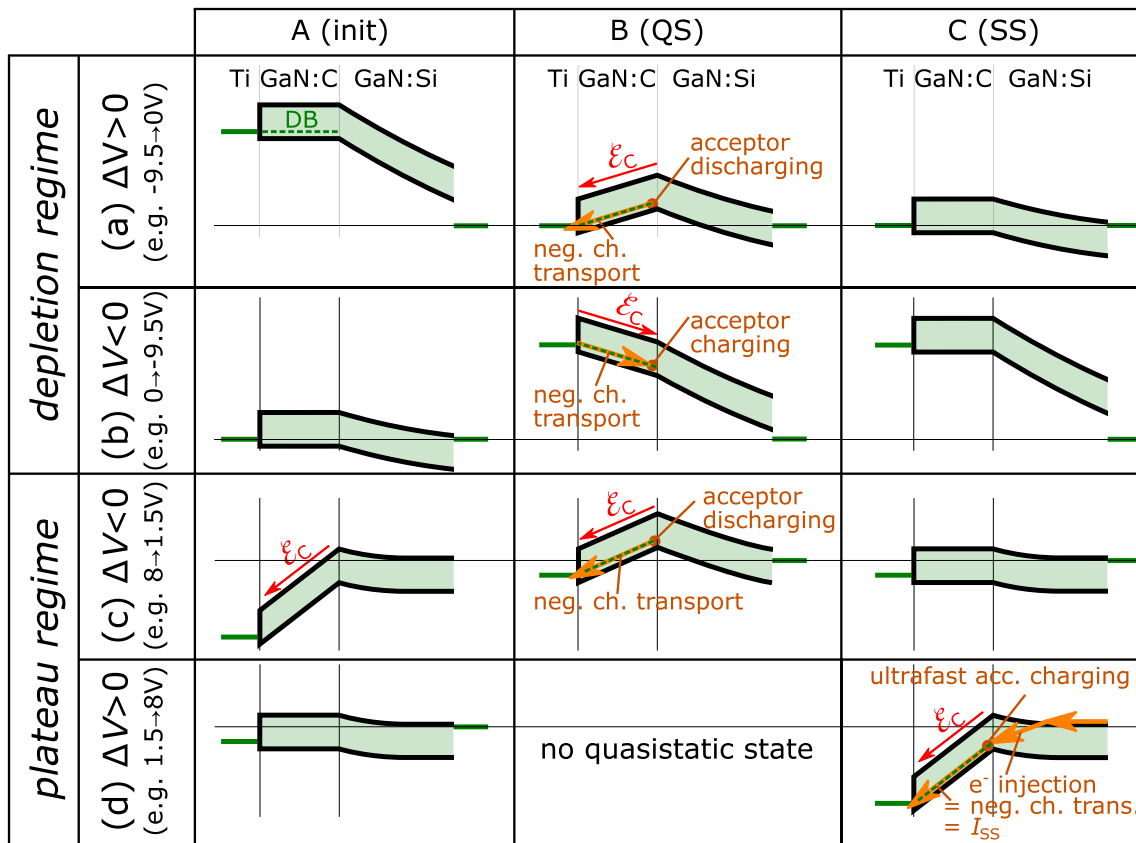 A (init)
B (QS)
C (SS)
depletion regime
(a) ΔV>0
(e.g. -9.5→0V)
Ti GaN:C GaN:Si
DB
Ti GaN:C GaN:Si
ℰC
acceptor
discharging
neg. ch.
transport
Ti GaN:C GaN:Si
(b) ΔV<0
(e.g. 0→-9.5V)
ℰC
acceptor
charging
neg. ch.
transport
plateau regime
(c) ΔV<0
(e.g. 8→1.5V)
ℰC
ℰC
acceptor
discharging
neg. ch. transport
(d) ΔV>0
(e.g. 1.5→8V)
no quasistatic state
ultrafast acc. charging
ℰC
e- injection
= neg. ch. trans.
= ISS